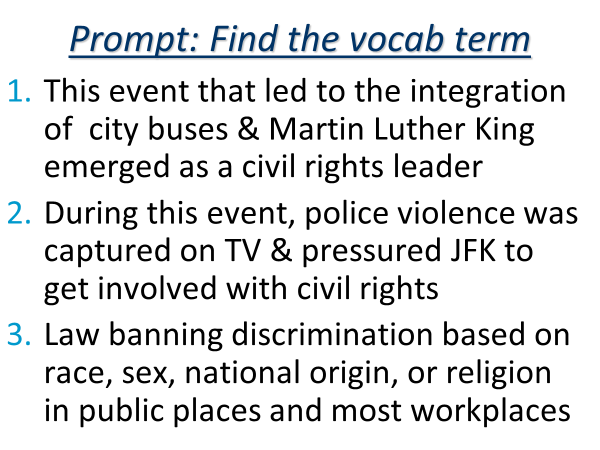 Prompt: Find the vocab term
1. This event that led to the integration
of  city buses & Martin Luther King
emerged as a civil rights leader
2. During this event, police violence was
captured on TV & pressured JFK to
get involved with civil rights
3. Law banning discrimination based on
race, sex, national origin, or religion
in public places and most workplaces